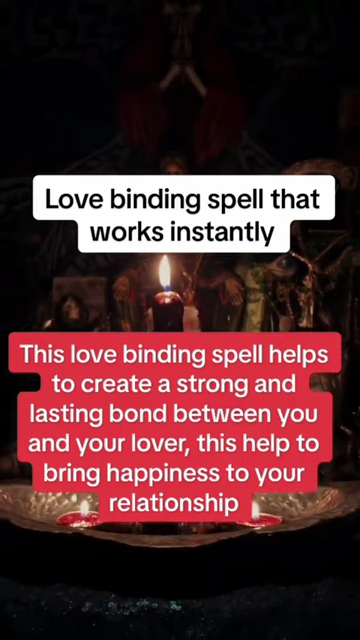 Love binding spell that
works instantly
This love binding spell helps
to create a strong and
lasting bond between you
and your lover, this help to
bring happiness to your
relationship